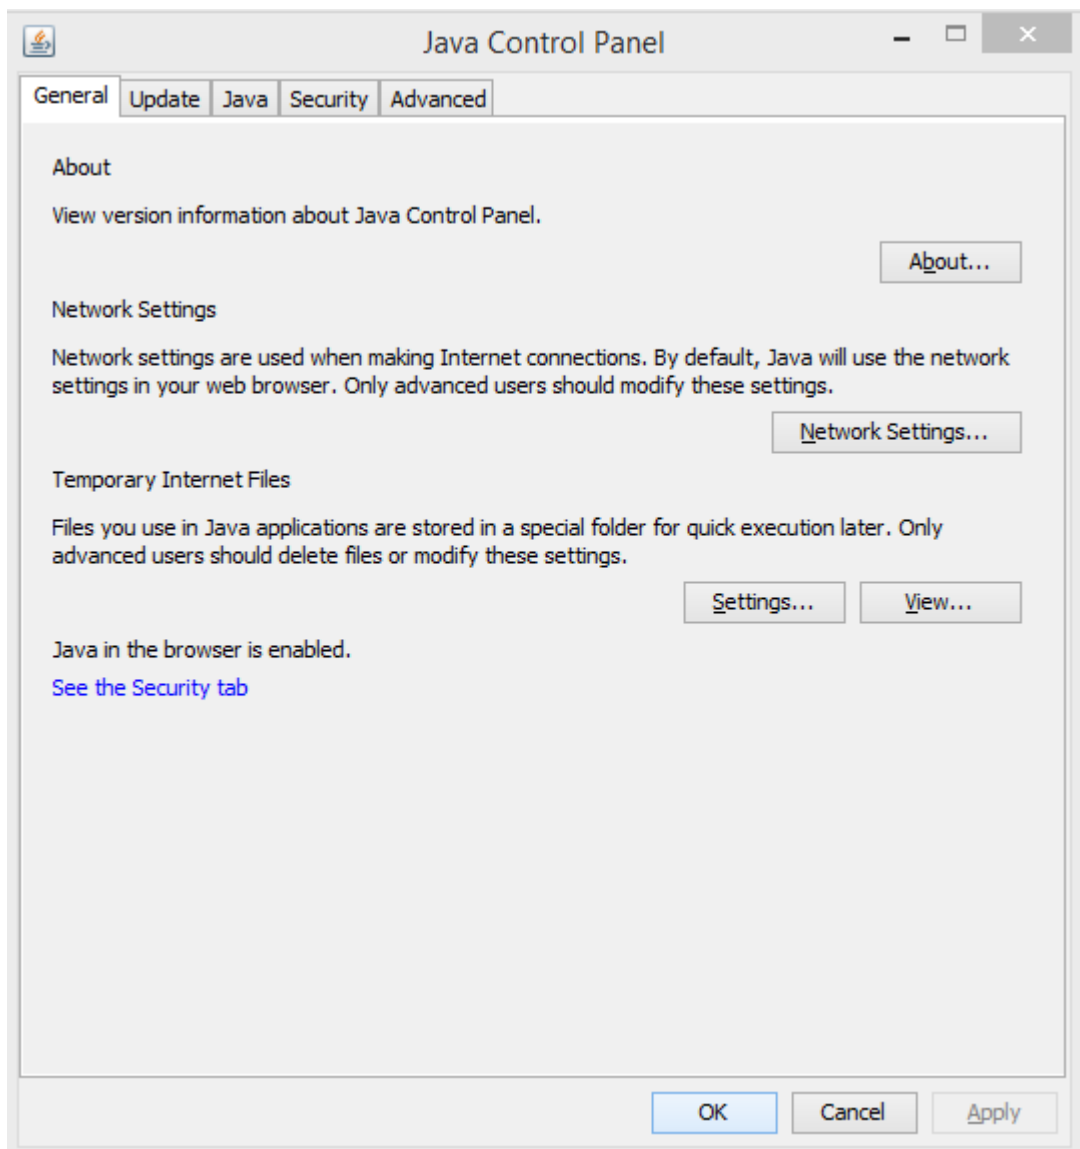 Java Control Panel
General Update Java Security Advanced
About
View version information about Java Control Panel.
About...
Network Settings
Network settings are used when making Internet connections. By default, Java will use the network
settings in your web browser. Only advanced users should modify these settings.
Network Settings...
Temporary Internet Files
Files you use in Java applications are stored in a special folder for quick execution later. Only
advanced users should delete files or modify these settings.
Settings... View...
Java in the browser is enabled.
See the Security tab
OK Cancel Apply